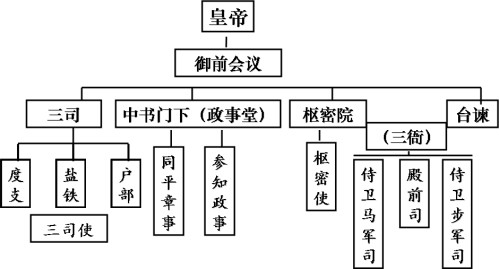 皇帝
御前会议
三司
中书门下（政事堂）
枢密院
台谏
（三衙）
度支
盐铁
户部
同平章事
参知政事
枢密使
侍卫马军司
殿前司
侍卫步军司
三司使